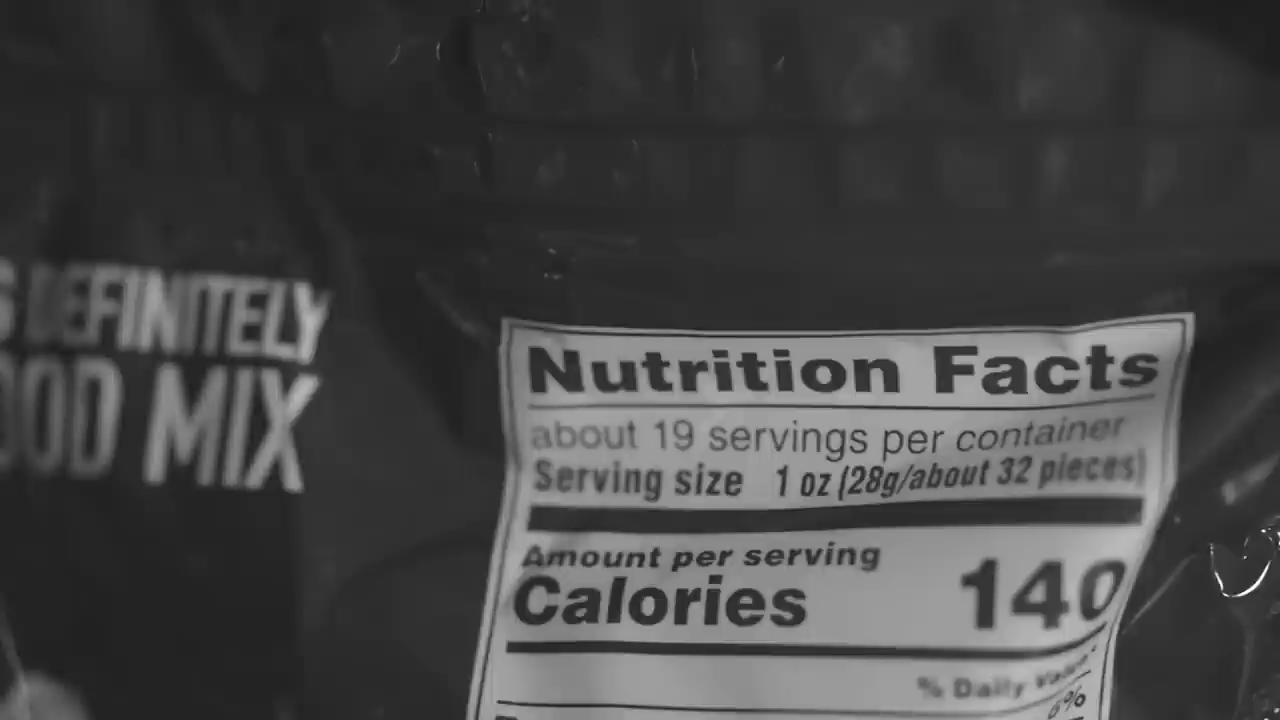 DEFINITELY
OOD MIX
Nutrition Facts
about 19 servings per container
Serving size 1 oz (28g/about 32 pieces)
Amount per serving
Calories 140
% Daily Value*
6%